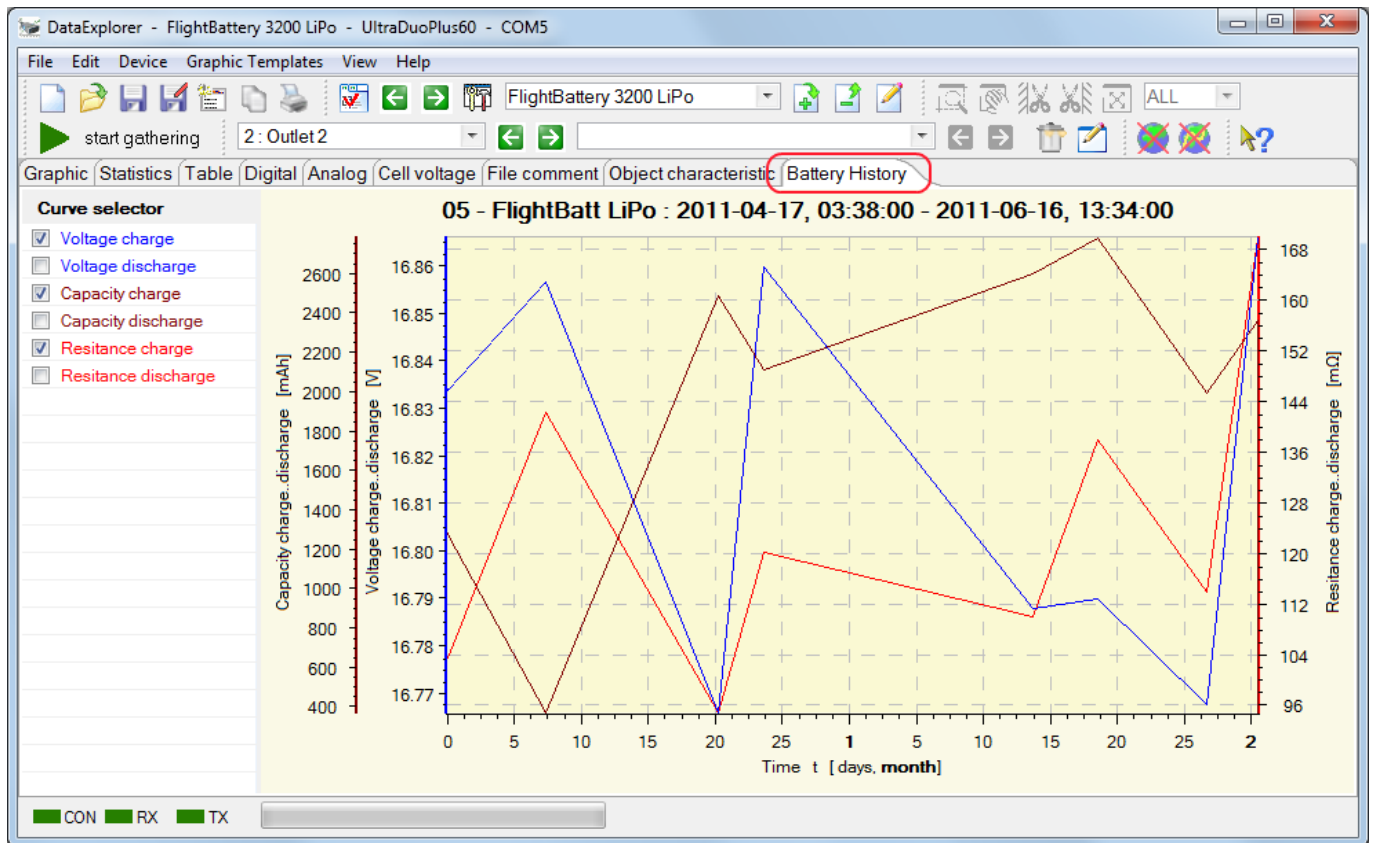 DataExplorer - FlightBattery 3200 LiPo - UltraDuoPlus60 - COM5
File Edit Device Graphic Templates View Help
FlightBattery 3200 LiPo ALL
start gathering 2 : Outlet 2
Graphic Statistics Table Digital Analog Cell voltage File comment Object characteristic Battery History
Curve selector
Voltage charge
Voltage discharge
Capacity charge
Capacity discharge
Resitance charge
Resitance discharge
05 - FlightBatt LiPo : 2011-04-17, 03:38:00 - 2011-06-16, 13:34:00
Capacity charge..discharge [mAh]
2600
2400
2200
2000
1800
1600
1400
1200
1000
800
600
400
Voltage charge..discharge [V]
16.86
16.85
16.84
16.83
16.82
16.81
16.80
16.79
16.78
16.77
168
160
152
144
136
128
120
112
104
96
Resitance charge..discharge [mΩ]
0 5 10 15 20 25 1 5 10 15 20 25 2
Time t [ days, month]
CON RX TX